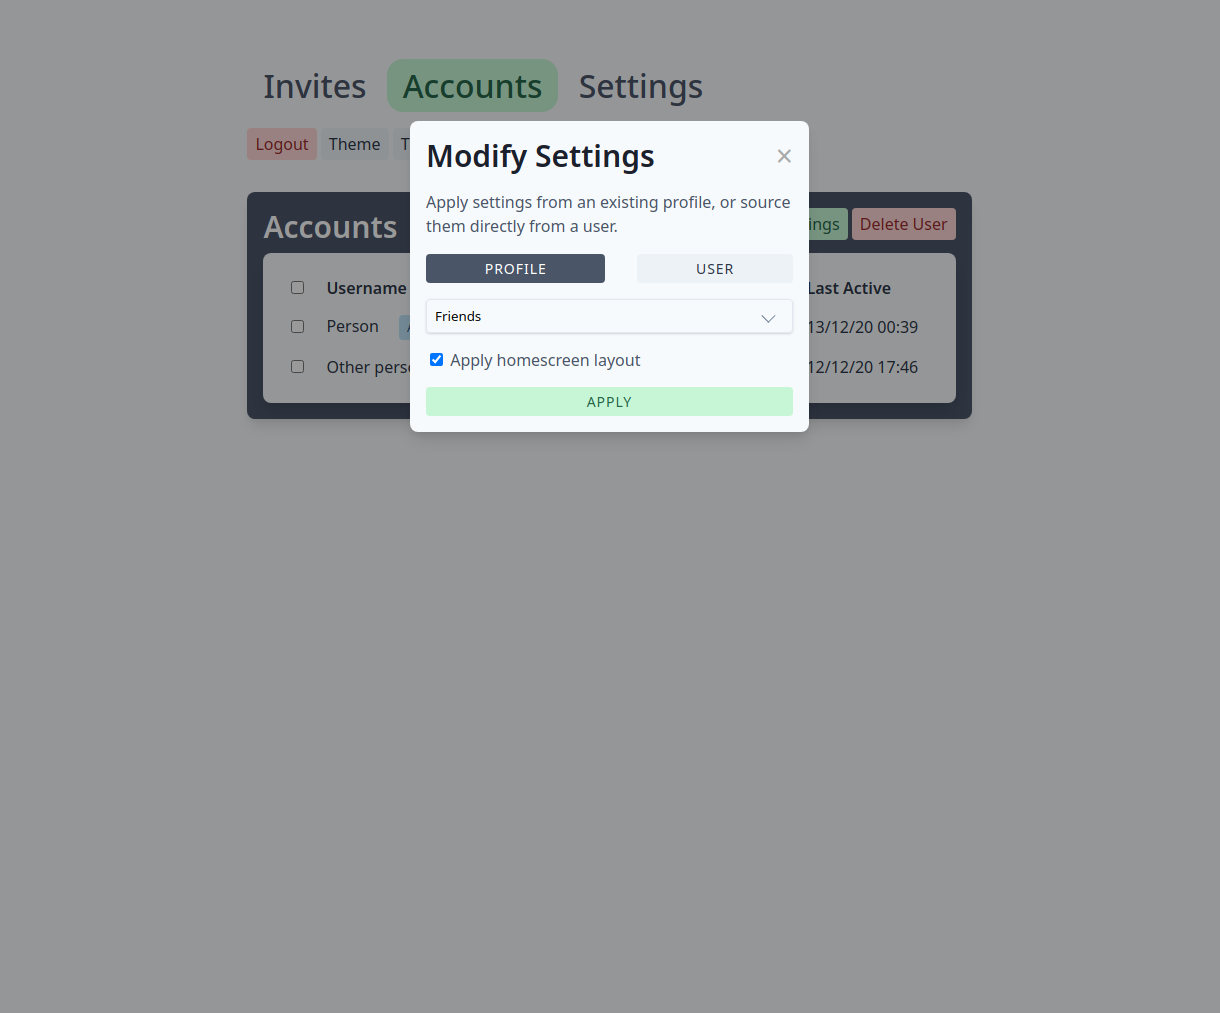 Invites Accounts Settings
Logout Theme
Modify Settings ×
Apply settings from an existing profile, or source
them directly from a user.
Accounts Delete User
PROFILE USER
Username Last Active
Friends
Person 13/12/20 00:39
Apply homescreen layout
Other 12/12/20 17:46
APPLY